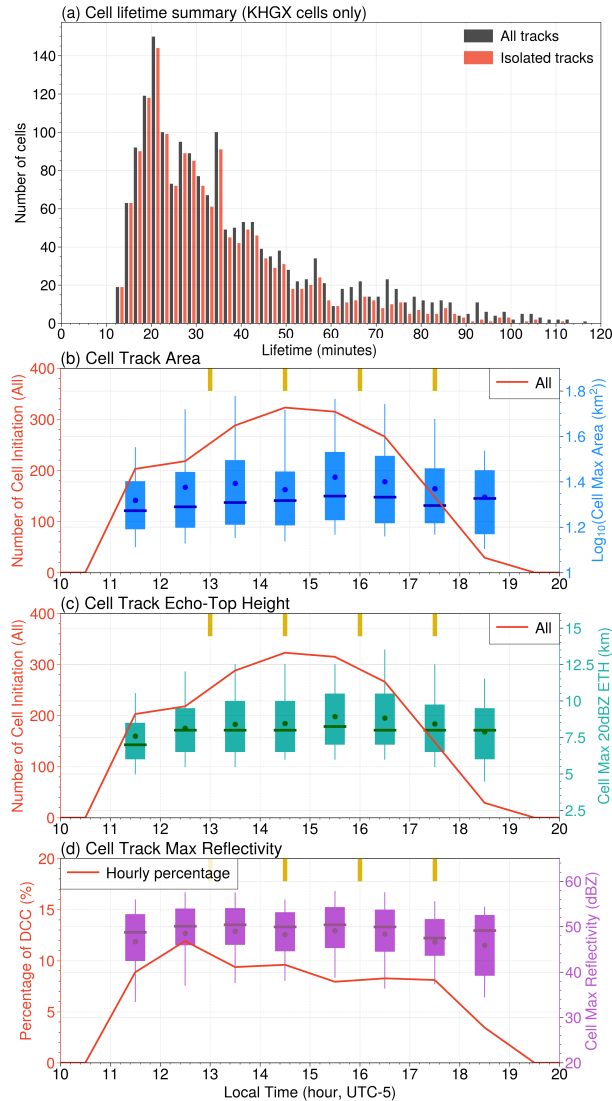 (a) Cell lifetime summary (KHGX cells only)
All tracks
Isolated tracks
Number of cells
140
120
100
80
60
40
20
0
0 10 20 30 40 50 60 70 80 90 100 110 120
Lifetime (minutes)
(b) Cell Track Area
All
Number of Cell Initiation (All)
400
300
200
100
0
Log10(Cell Max Area (km²))
1.8
1.6
1.4
1.2
1
10 11 12 13 14 15 16 17 18 19 20
(c) Cell Track Echo-Top Height
All
Number of Cell Initiation (All)
400
300
200
100
0
Cell Max 20dBZ ETH (km)
15
12.5
10
7.5
5
2.5
10 11 12 13 14 15 16 17 18 19 20
(d) Cell Track Max Reflectivity
Hourly percentage
Percentage of DCC (%)
20
15
10
5
0
Cell Max Reflectivity (dBZ)
60
50
40
30
20
10 11 12 13 14 15 16 17 18 19 20
Local Time (hour, UTC-5)